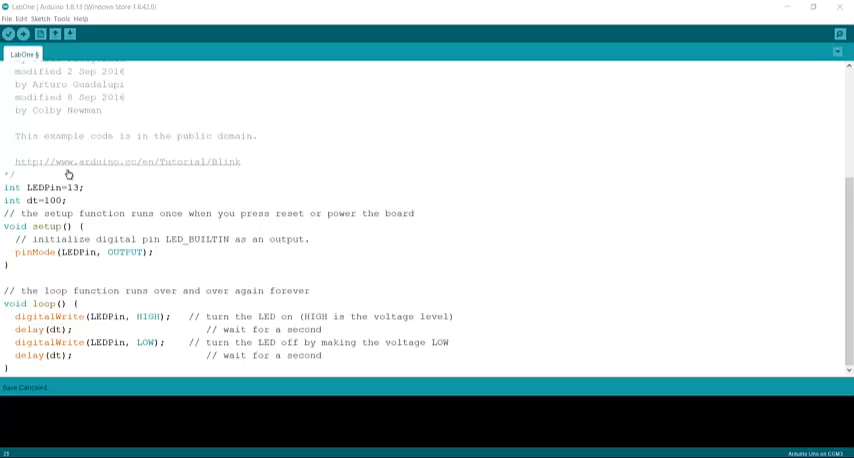 LabOne | Arduino 1.8.13 (Windows Store 1.8.42.0)
File Edit Sketch Tools Help
LabOne §
modified 2 Sep 2016
by Arturo Guadalupi
modified 8 Sep 2016
by Colby Newman
This example code is in the public domain.
http://www.arduino.cc/en/Tutorial/Blink
*/
int LEDPin=13;
int dt=100;
// the setup function runs once when you press reset or power the board
void setup() {
// initialize digital pin LED_BUILTIN as an output.
pinMode(LEDPin, OUTPUT);
}
// the loop function runs over and over again forever
void loop() {
digitalWrite(LEDPin, HIGH);   // turn the LED on (HIGH is the voltage level)
delay(dt);                       // wait for a second
digitalWrite(LEDPin, LOW);    // turn the LED off by making the voltage LOW
delay(dt);                       // wait for a second
}
Save Canceled.
Arduino Uno on COM3